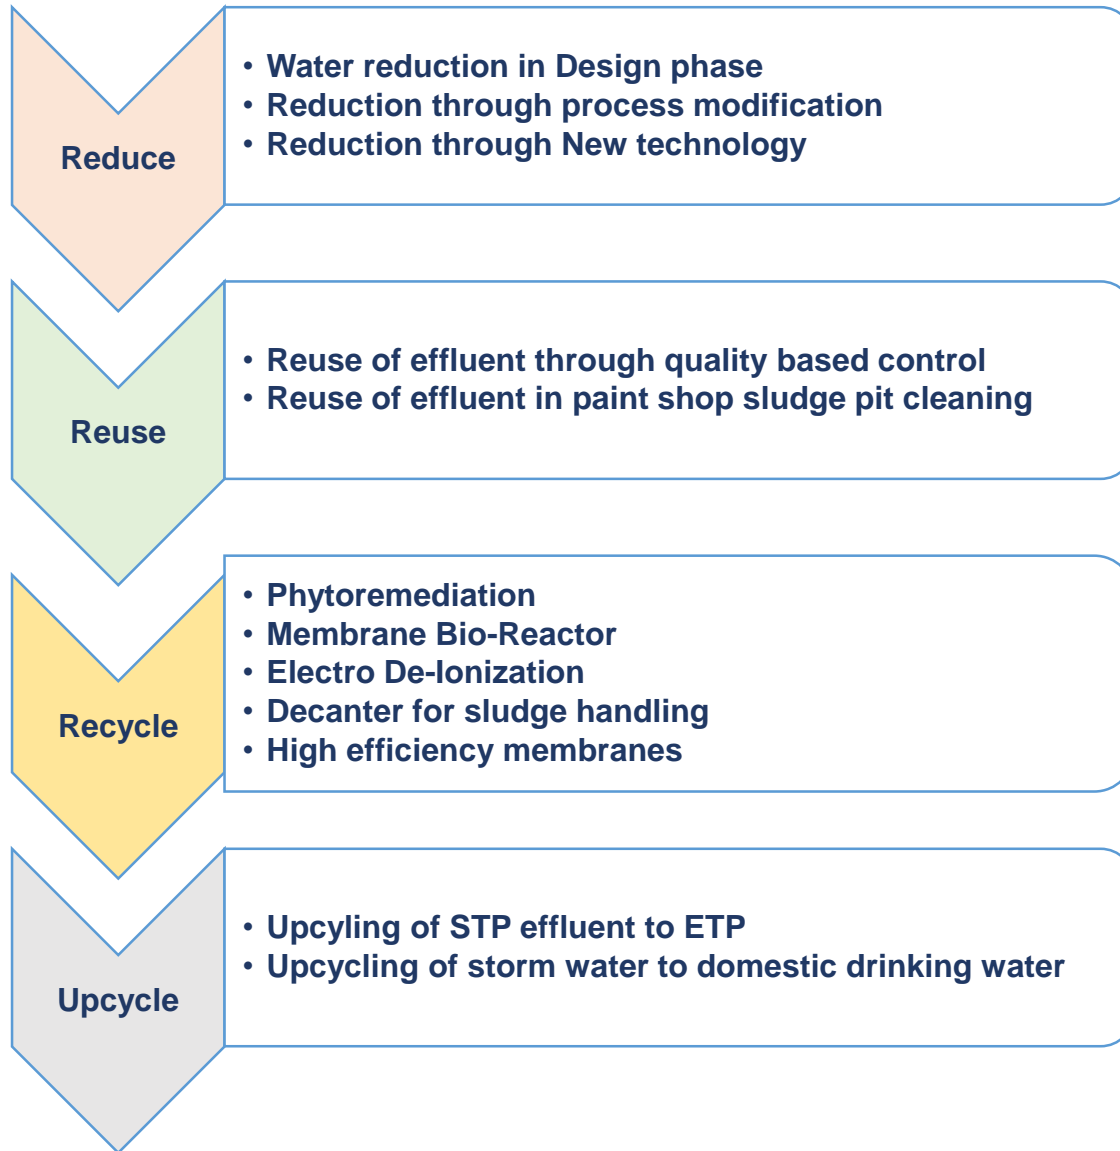 Reduce
• Water reduction in Design phase
• Reduction through process modification
• Reduction through New technology
Reuse
• Reuse of effluent through quality based control
• Reuse of effluent in paint shop sludge pit cleaning
Recycle
• Phytoremediation
• Membrane Bio-Reactor
• Electro De-Ionization
• Decanter for sludge handling
• High efficiency membranes
Upcycle
• Upcyling of STP effluent to ETP
• Upcycling of storm water to domestic drinking water